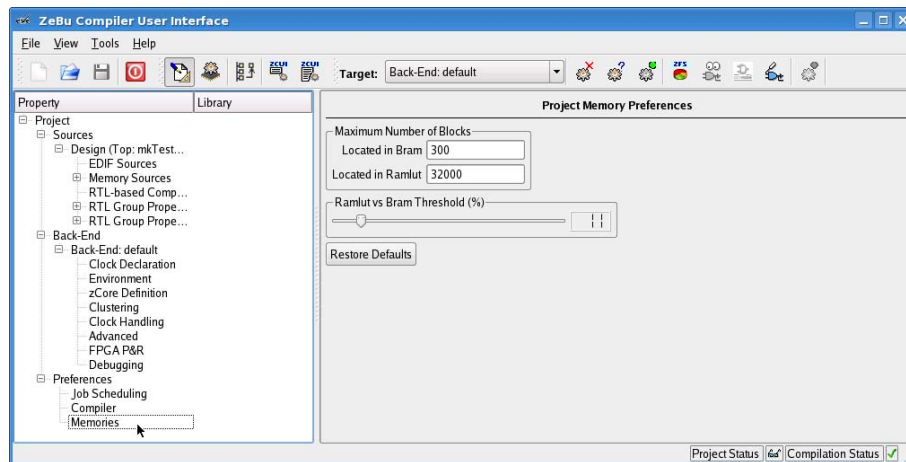 ZeBu Compiler User Interface
File View Tools Help
ZCUI ZCUI Target: Back-End: default ZFS
Property Library
Project
Sources
Design (Top: mkTest...
EDIF Sources
Memory Sources
RTL-based Comp...
RTL Group Prope...
RTL Group Prope...
Back-End
Back-End: default
Clock Declaration
Environment
zCore Definition
Clustering
Clock Handling
Advanced
FPGA P&R
Debugging
Preferences
Job Scheduling
Compiler
Memories
Project Memory Preferences
Maximum Number of Blocks
Located in Bram 300
Located in Ramlut 32000
Ramlut vs Bram Threshold (%)
11
Restore Defaults
Project Status Compilation Status